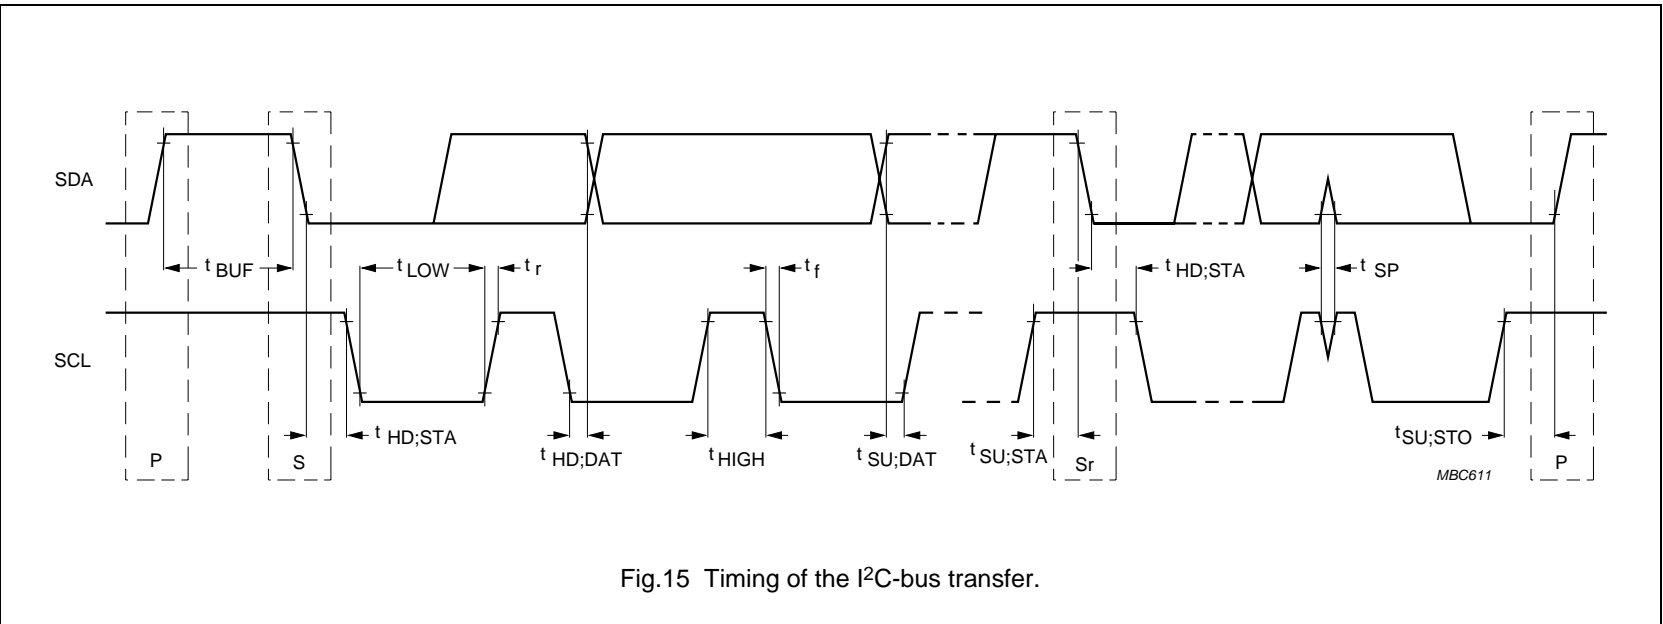 SDA
t BUF
t LOW
t r
t f
t HD;STA
t SP
SCL
t HD;STA
t HD;DAT
t HIGH
t SU;DAT
t SU;STA
t SU;STO
P
S
Sr
P
MBC611
Fig.15 Timing of the I²C-bus transfer.